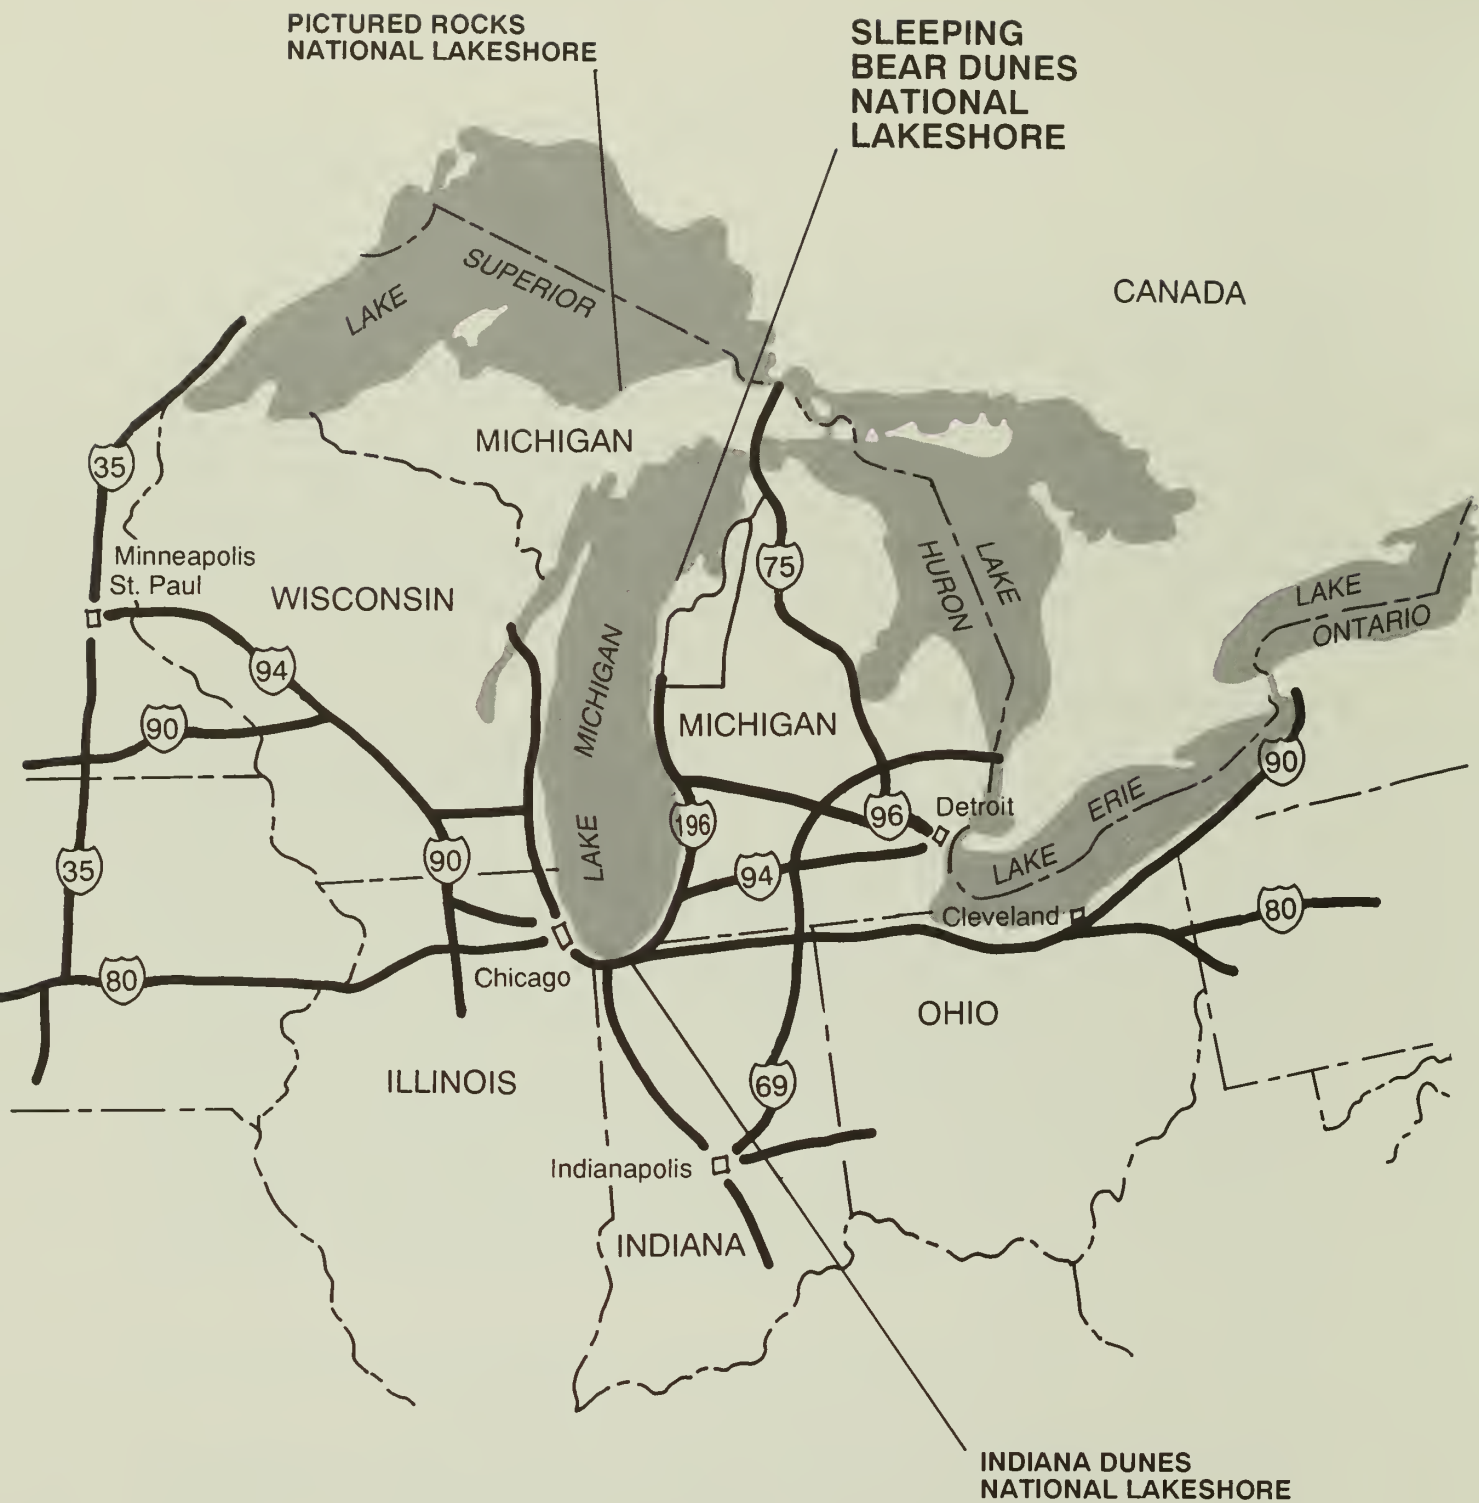 PICTURED ROCKS
NATIONAL LAKESHORE
SLEEPING
BEAR DUNES
NATIONAL
LAKESHORE
CANADA
LAKE
SUPERIOR
MICHIGAN
35
Minneapolis
St. Paul
WISCONSIN
75
LAKE
HURON
LAKE
ONTARIO
94
90
LAKE MICHIGAN
MICHIGAN
90
35
90
196
96
Detroit
94
LAKE ERIE
Cleveland
80
80
Chicago
OHIO
ILLINOIS
69
Indianapolis
INDIANA
INDIANA DUNES
NATIONAL LAKESHORE